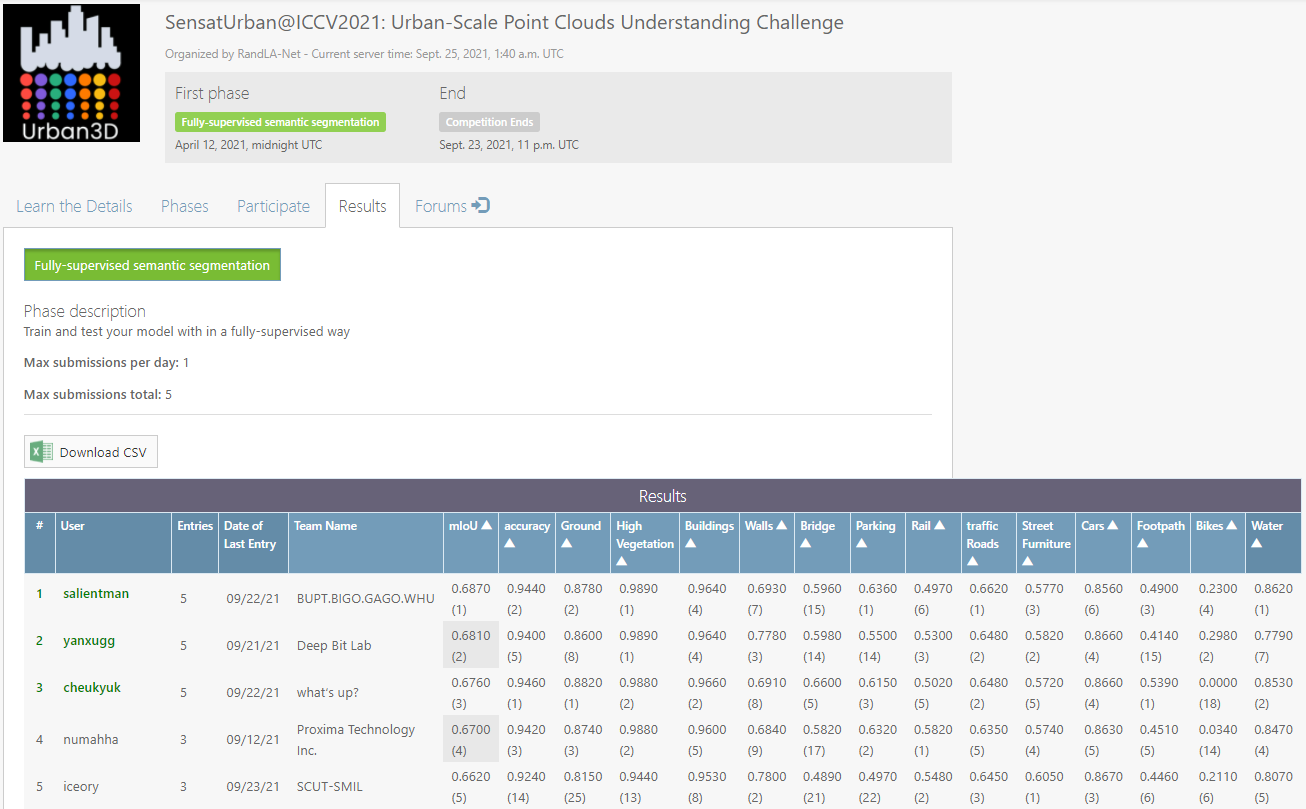 Urban3D
SensatUrban@ICCV2021: Urban-Scale Point Clouds Understanding Challenge
Organized by RandLA-Net - Current server time: Sept. 25, 2021, 1:40 a.m. UTC
First phase
Fully-supervised semantic segmentation
April 12, 2021, midnight UTC
End
Competition Ends
Sept. 23, 2021, 11 p.m. UTC
Learn the Details Phases Participate Results Forums
Fully-supervised semantic segmentation
Phase description
Train and test your model with in a fully-supervised way
Max submissions per day: 1
Max submissions total: 5
Download CSV
Results
# User Entries Date of Last Entry Team Name mIoU ▲ accuracy ▲ Ground ▲ High Vegetation ▲ Buildings ▲ Walls ▲ Bridge ▲ Parking ▲ Rail ▲ traffic Roads ▲ Street Furniture ▲ Cars ▲ Footpath ▲ Bikes ▲ Water ▲
1 salientman 5 09/22/21 BUPT.BIGO.GAGO.WHU 0.6870 (1) 0.9440 (2) 0.8780 (2) 0.9890 (1) 0.9640 (4) 0.6930 (7) 0.5960 (15) 0.6360 (1) 0.4970 (6) 0.6620 (1) 0.5770 (3) 0.8560 (6) 0.4900 (3) 0.2300 (4) 0.8620 (1)
2 yanxugg 5 09/21/21 Deep Bit Lab 0.6810 (2) 0.9400 (5) 0.8600 (8) 0.9890 (1) 0.9640 (4) 0.7780 (3) 0.5980 (14) 0.5500 (14) 0.5300 (3) 0.6480 (2) 0.5820 (2) 0.8660 (4) 0.4140 (15) 0.2980 (2) 0.7790 (7)
3 cheukyuk 5 09/22/21 what's up? 0.6760 (3) 0.9460 (1) 0.8820 (1) 0.9880 (2) 0.9660 (2) 0.6910 (8) 0.6600 (5) 0.6150 (3) 0.5020 (5) 0.6480 (2) 0.5720 (5) 0.8660 (4) 0.5390 (1) 0.0000 (18) 0.8530 (2)
4 numahha 3 09/12/21 Proxima Technology Inc. 0.6700 (4) 0.9420 (3) 0.8740 (3) 0.9880 (2) 0.9600 (5) 0.6840 (9) 0.5820 (17) 0.6320 (2) 0.5820 (1) 0.6350 (5) 0.5740 (4) 0.8630 (5) 0.4510 (5) 0.0340 (14) 0.8470 (4)
5 iceory 3 09/23/21 SCUT-SMIL 0.6620 (5) 0.9240 (14) 0.8150 (25) 0.9440 (13) 0.9530 (8) 0.7800 (2) 0.4890 (21) 0.4970 (22) 0.5480 (2) 0.6450 (3) 0.6050 (1) 0.8670 (3) 0.4460 (6) 0.2110 (6) 0.8070 (5)